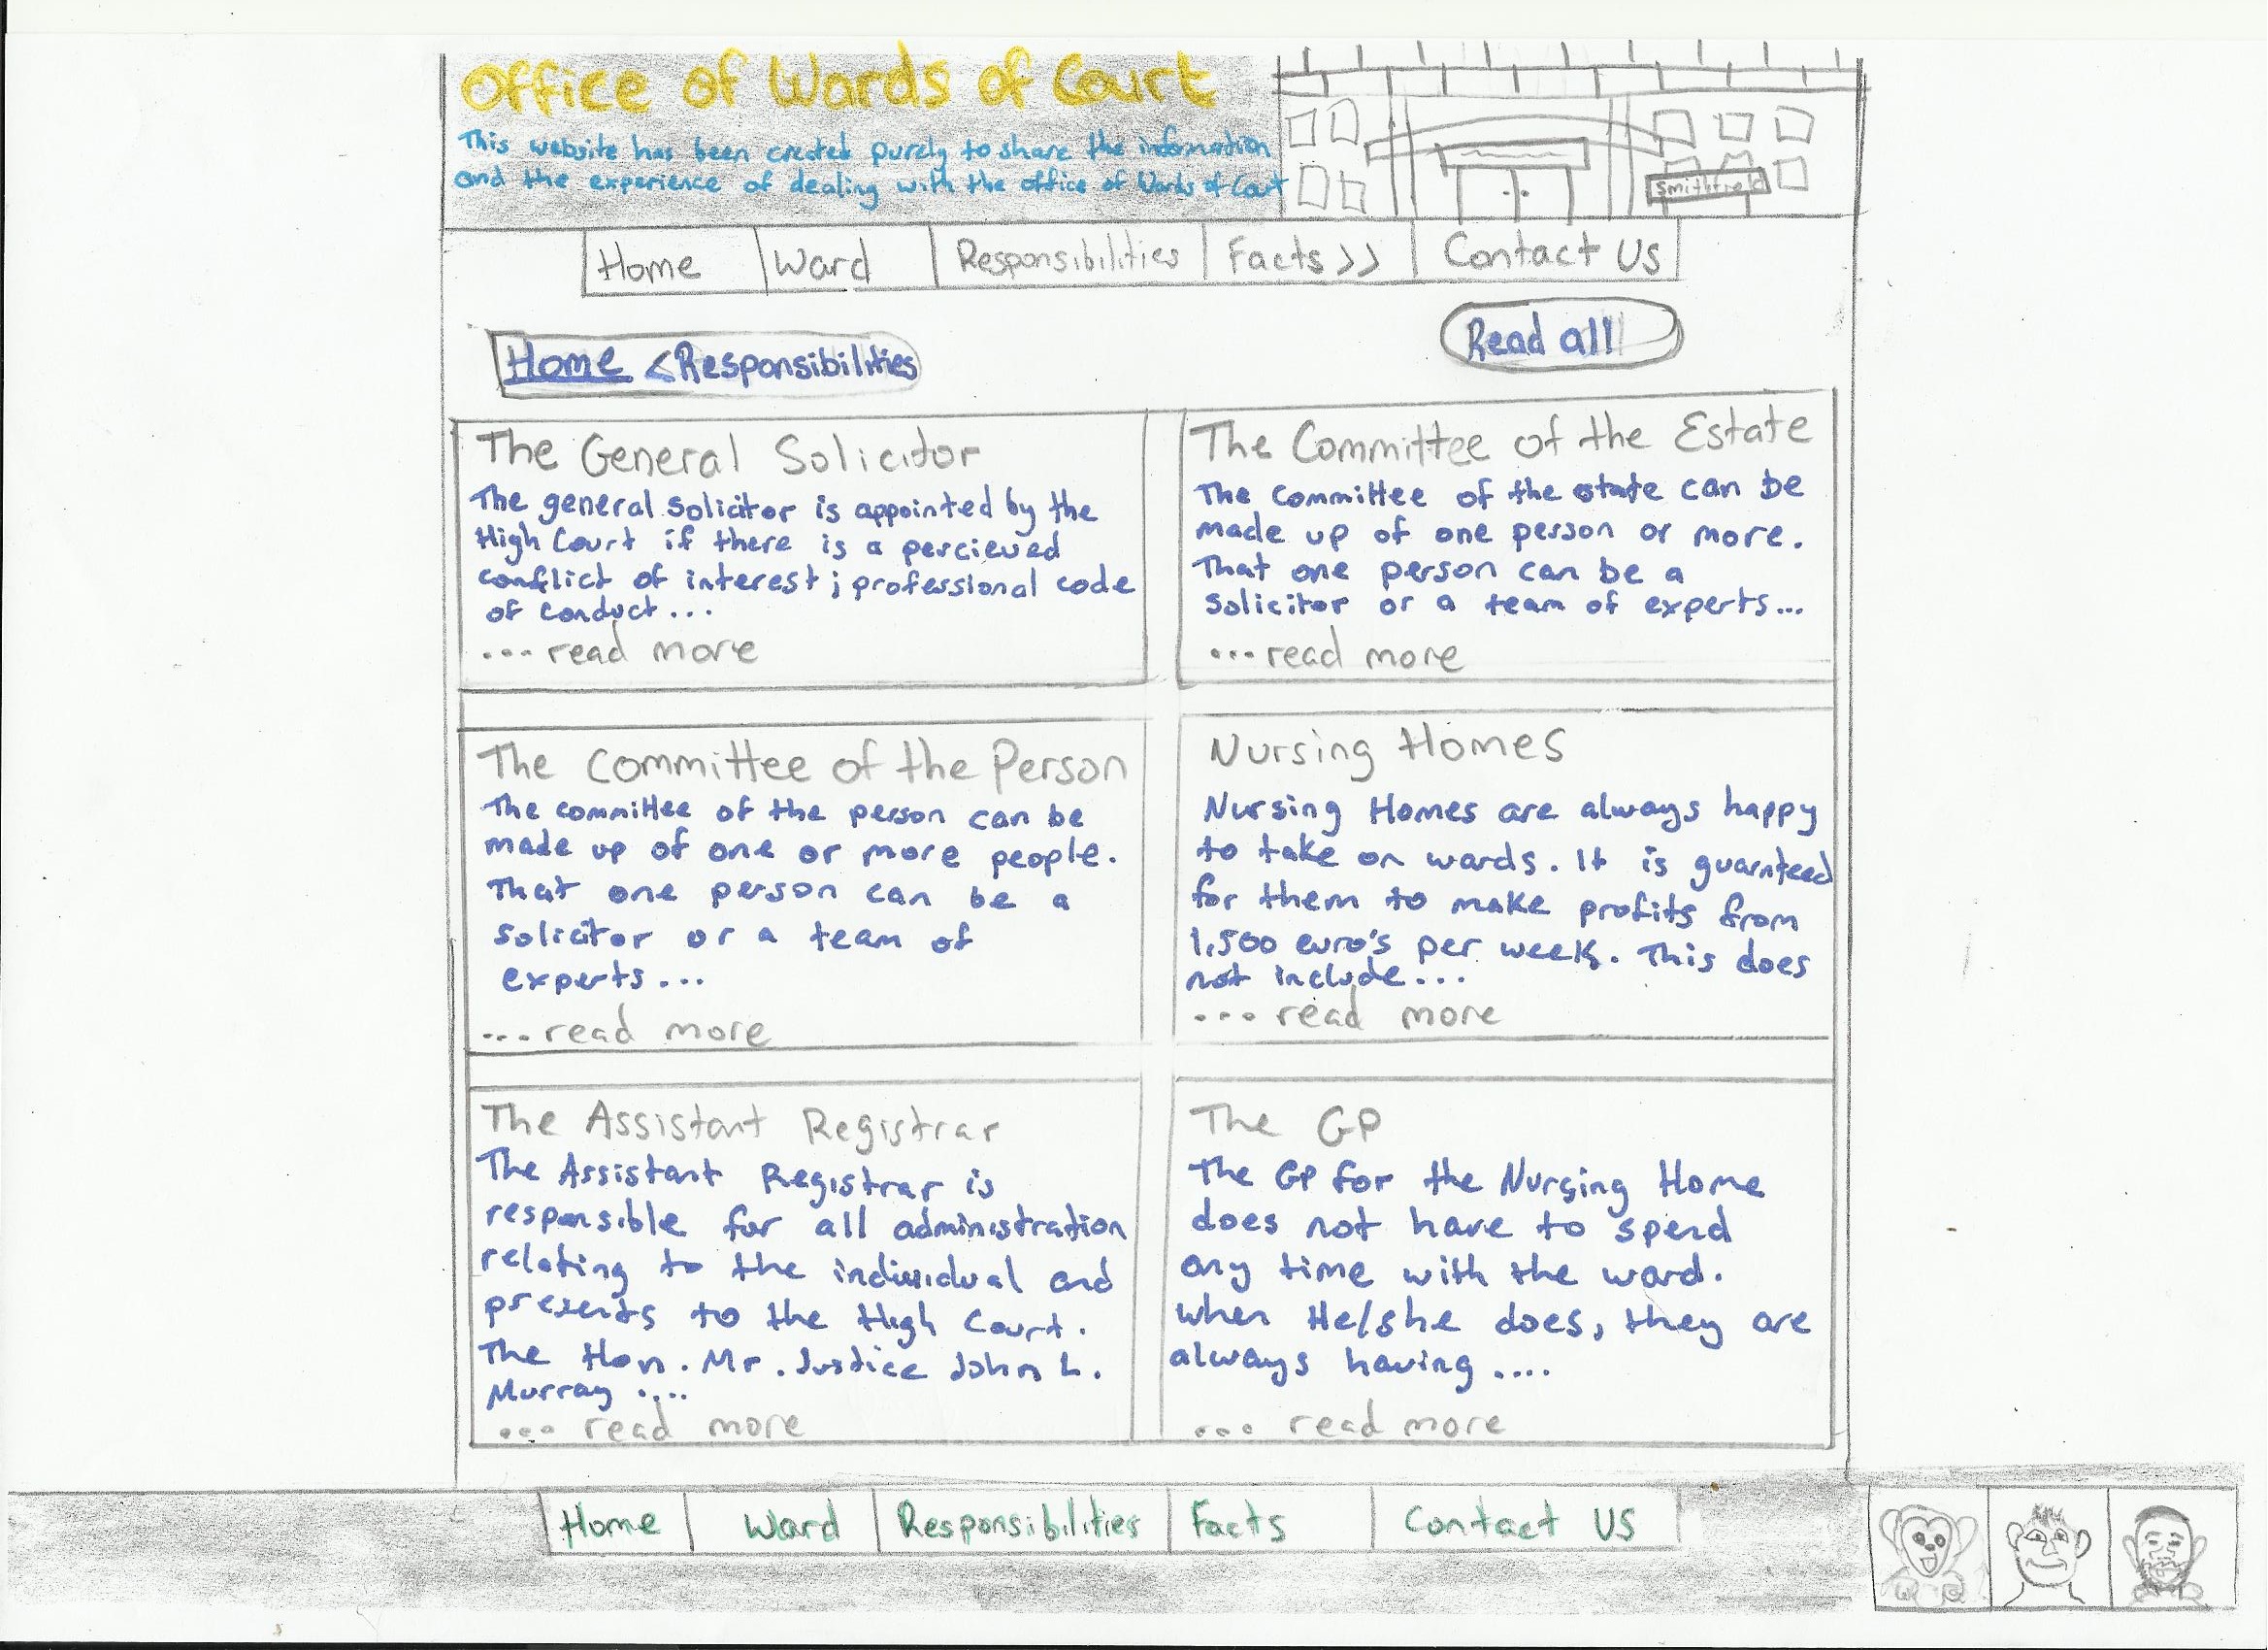 Office of Wards of Court
This website has been created purely to share the information
and the experience of dealing with the office of Wards of Court
Smithfield
Home
Ward
Responsibilities
Facts >>
Contact Us
Home < Responsibilities
Read all
The General Solicitor
The general solicitor is appointed by the
High Court if there is a percieved
conflict of interest; professional code
of conduct...
...read more
The Committee of the Estate
The committee of the estate can be
made up of one person or more.
That one person can be a
solicitor or a team of experts...
...read more
The Committee of the Person
The committee of the person can be
made up of one or more people.
That one person can be a
solicitor or a team of
experts...
...read more
Nursing Homes
Nursing Homes are always happy
to take on wards. It is guarnteed
for them to make profits from
1,500 euro's per week. This does
not include...
...read more
The Assistant Registrar
The Assistant Registrar is
responsible for all administration
relating to the individual and
presents to the High Court.
The Hon. Mr. Justice John L.
Murray ....
... read more
The GP
The GP for the Nursing Home
does not have to spend
any time with the ward.
when He/she does, they are
always having ....
... read more
Home
Ward
Responsibilities
Facts
Contact US